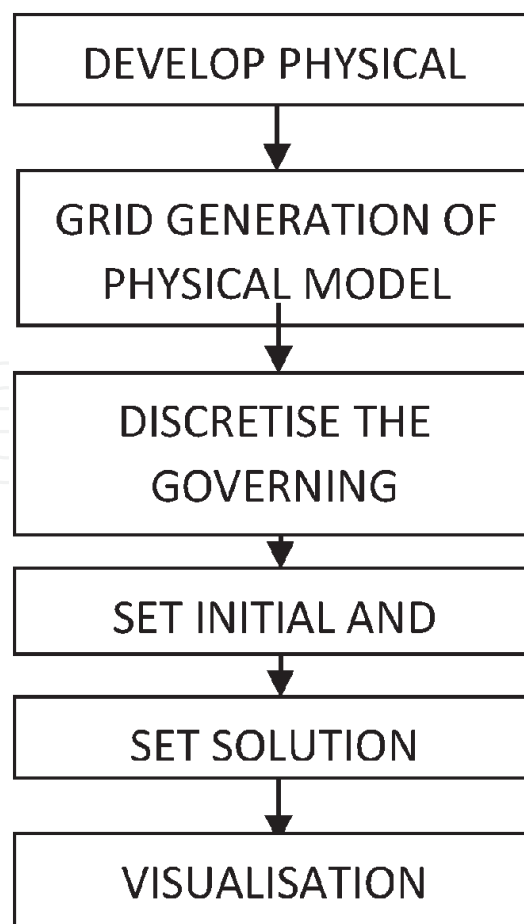 DEVELOP PHYSICAL
GRID GENERATION OF
PHYSICAL MODEL
DISCRETISE THE
GOVERNING
SET INITIAL AND
SET SOLUTION
VISUALISATION